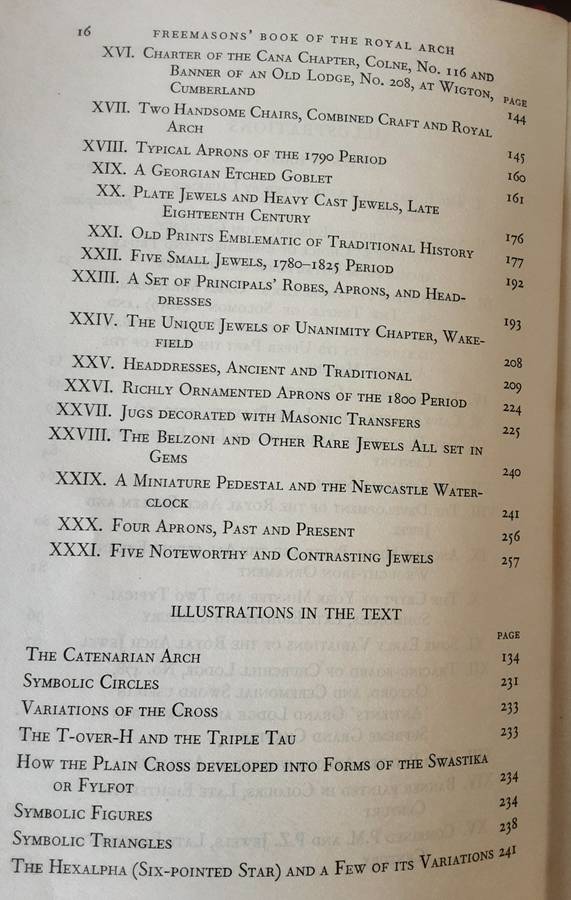 16 FREEMASONS' BOOK OF THE ROYAL ARCH
PAGE
XVI. CHARTER OF THE CANA CHAPTER, COLNE, NO. 116 AND
BANNER OF AN OLD LODGE, NO. 208, AT WIGTON,
CUMBERLAND 144
XVII. TWO HANDSOME CHAIRS, COMBINED CRAFT AND ROYAL
ARCH 145
XVIII. TYPICAL APRONS OF THE 1790 PERIOD 160
XIX. A GEORGIAN ETCHED GOBLET 161
XX. PLATE JEWELS AND HEAVY CAST JEWELS, LATE
EIGHTEENTH CENTURY 176
XXI. OLD PRINTS EMBLEMATIC OF TRADITIONAL HISTORY 177
XXII. FIVE SMALL JEWELS, 1780–1825 PERIOD 192
XXIII. A SET OF PRINCIPALS' ROBES, APRONS, AND HEAD-
DRESSES 193
XXIV. THE UNIQUE JEWELS OF UNANIMITY CHAPTER, WAKE-
FIELD 208
XXV. HEADDRESSES, ANCIENT AND TRADITIONAL 209
XXVI. RICHLY ORNAMENTED APRONS OF THE 1800 PERIOD 224
XXVII. JUGS DECORATED WITH MASONIC TRANSFERS 225
XXVIII. THE BELZONI AND OTHER RARE JEWELS ALL SET IN
GEMS 240
XXIX. A MINIATURE PEDESTAL AND THE NEWCASTLE WATER-
CLOCK 241
XXX. FOUR APRONS, PAST AND PRESENT 256
XXXI. FIVE NOTEWORTHY AND CONTRASTING JEWELS 257
ILLUSTRATIONS IN THE TEXT
PAGE
THE CATENARIAN ARCH 134
SYMBOLIC CIRCLES 231
VARIATIONS OF THE CROSS 233
THE T-OVER-H AND THE TRIPLE TAU 233
HOW THE PLAIN CROSS DEVELOPED INTO FORMS OF THE SWASTIKA
OR FYLFOT 234
SYMBOLIC FIGURES 234
SYMBOLIC TRIANGLES 238
THE HEXALPHA (SIX-POINTED STAR) AND A FEW OF ITS VARIATIONS 241